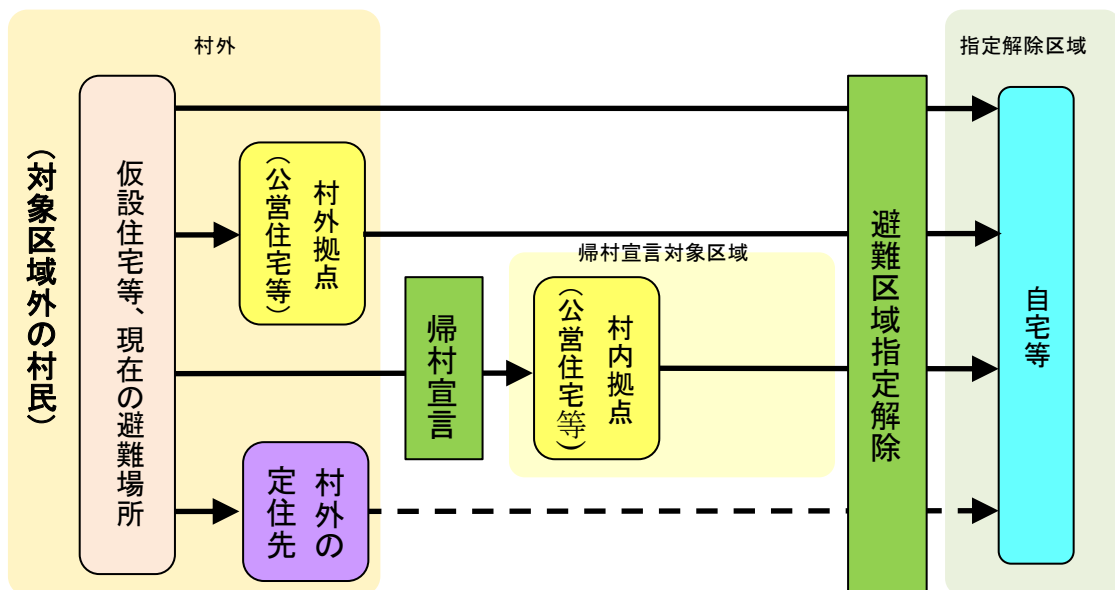 村外
指定解除区域
(対象区域外の村民)
仮設住宅等、現在の避難場所
村外拠点
(公営住宅等)
帰村宣言
帰村宣言対象区域
村内拠点
(公営住宅等)
村外の
定住先
避難区域指定解除
自宅等